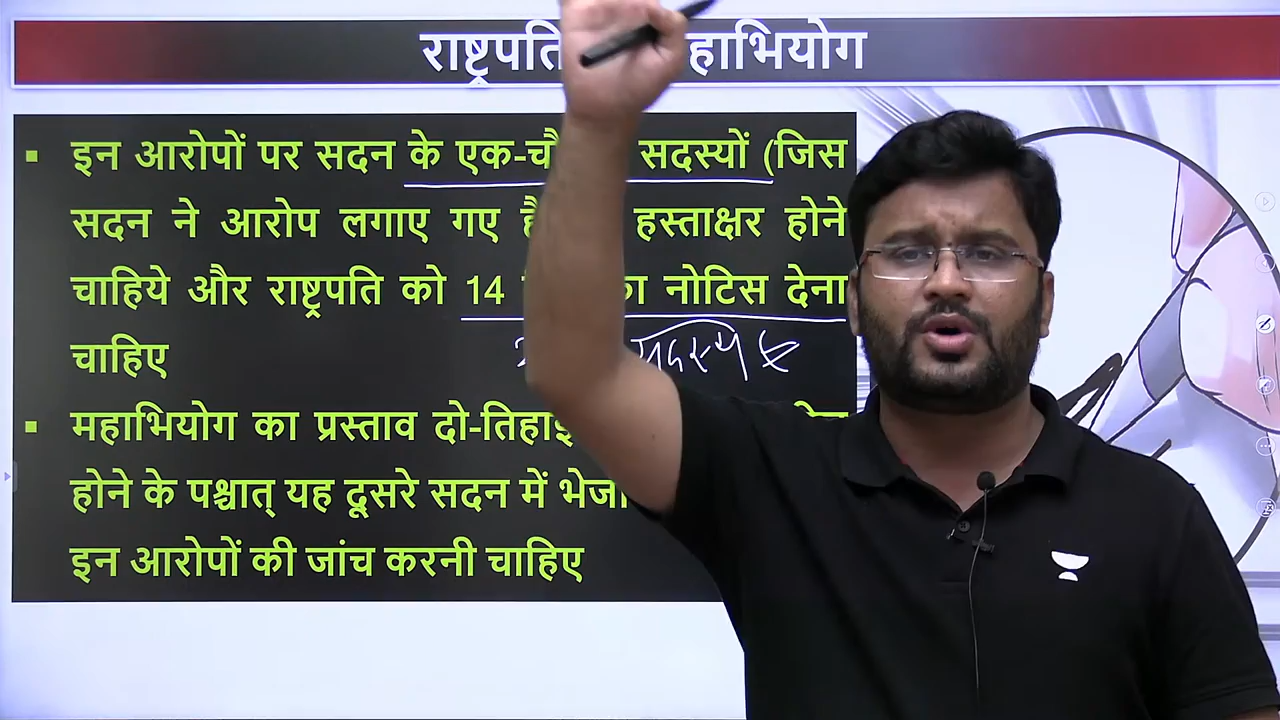 राष्ट्रपति
इन आरोपों पर सदन के सदस्यों (जिस
सदन ने आरोप लगाए गए हस्ताक्षर होने
चाहिये और राष्ट्रपति को 14 नोटिस देना
चाहिए सदस्य
महाभियोग का प्रस्ताव
होने के पश्चात् यह दूसरे सदन में
इन आरोपों की जांच करनी चाहिए